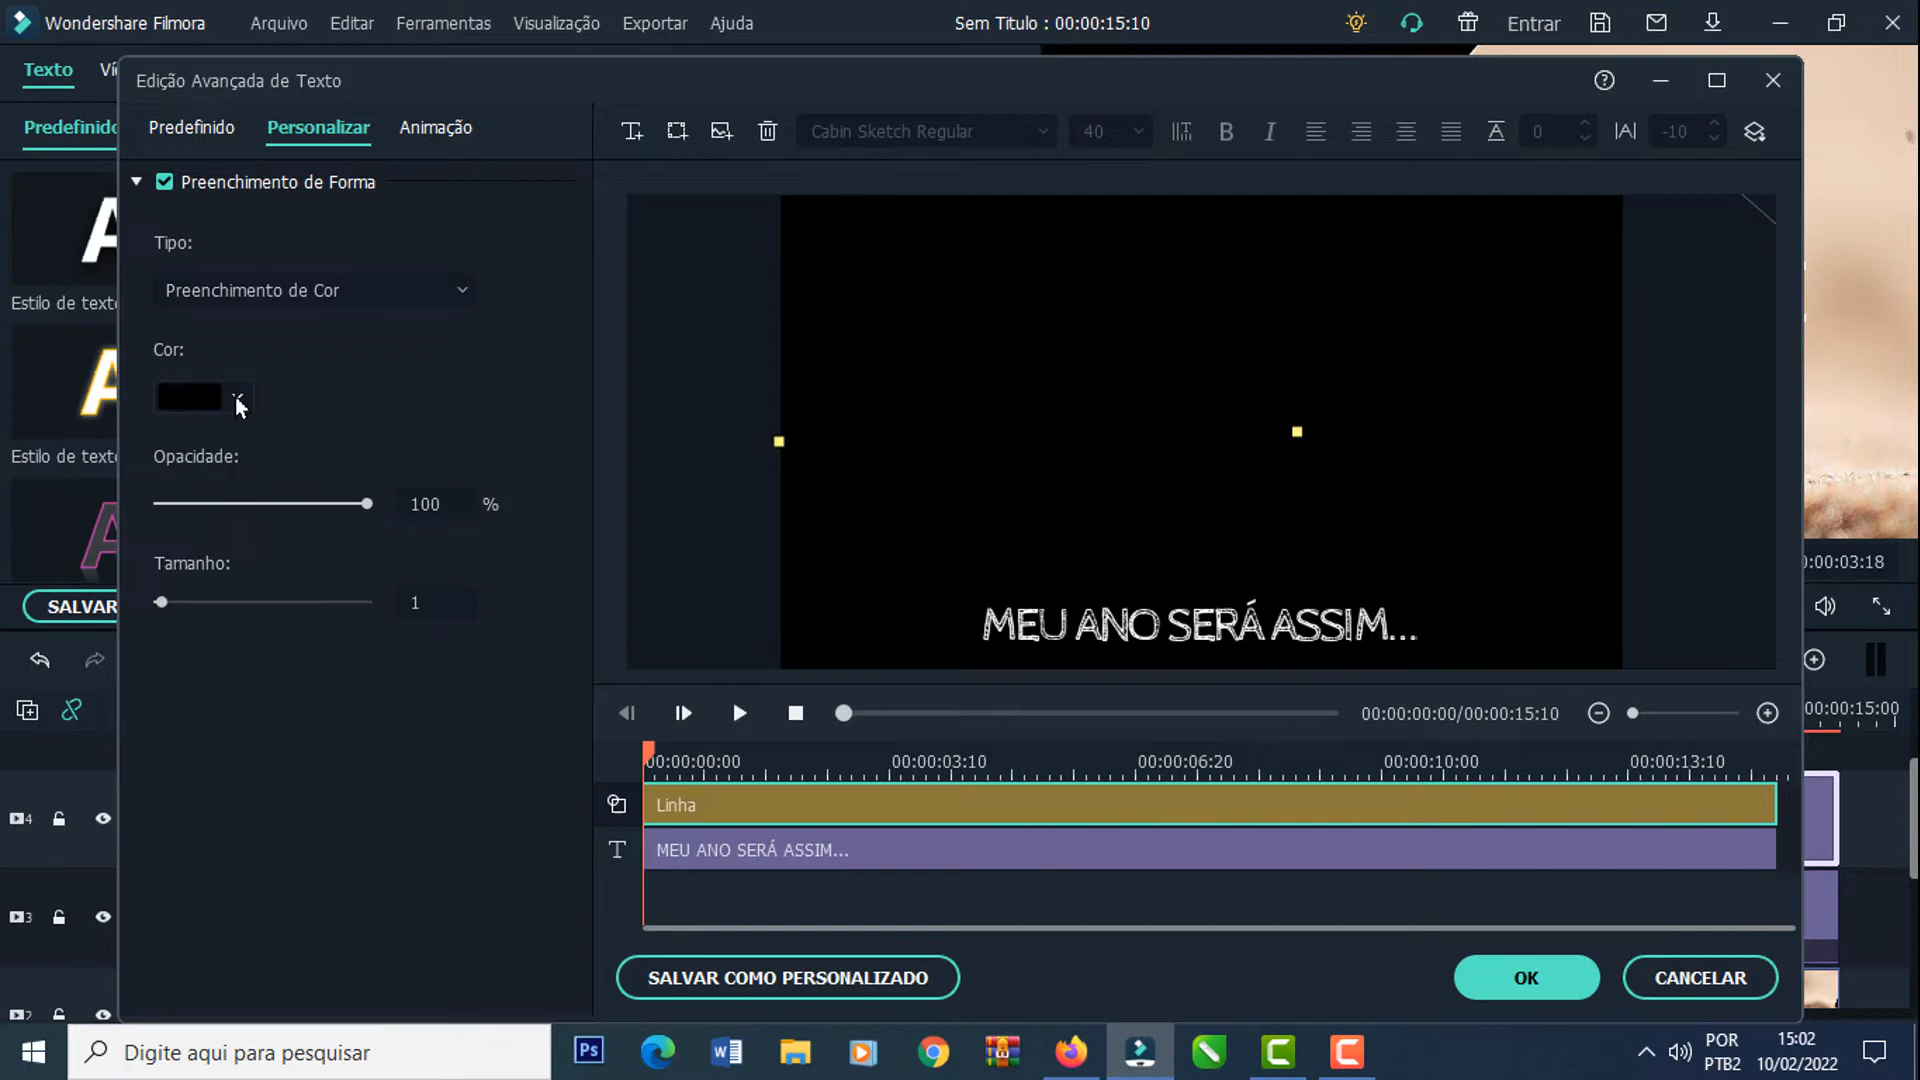 Wondershare Filmora Arquivo Editar Ferramentas Visualização Exportar Ajuda Sem Titulo : 00:00:15:10 Entrar
Texto
Predefinido
Edição Avançada de Texto
Predefinido Personalizar Animação
Cabin Sketch Regular 40 B I 0 -10
Preenchimento de Forma
Tipo:
Preenchimento de Cor
Cor:
Opacidade:
100 %
Tamanho:
1
Estilo de texto
Estilo de texto
SALVAR
MEU ANO SERÁ ASSIM...
00:00:00:00/00:00:15:10
:00:03:18
00:00:00:00 00:00:03:10 00:00:06:20 00:00:10:00 00:00:13:10
00:00:15:00
Linha
MEU ANO SERÁ ASSIM...
4
3
2
SALVAR COMO PERSONALIZADO OK CANCELAR
Digite aqui para pesquisar
Ps
POR
PTB2
15:02
10/02/2022